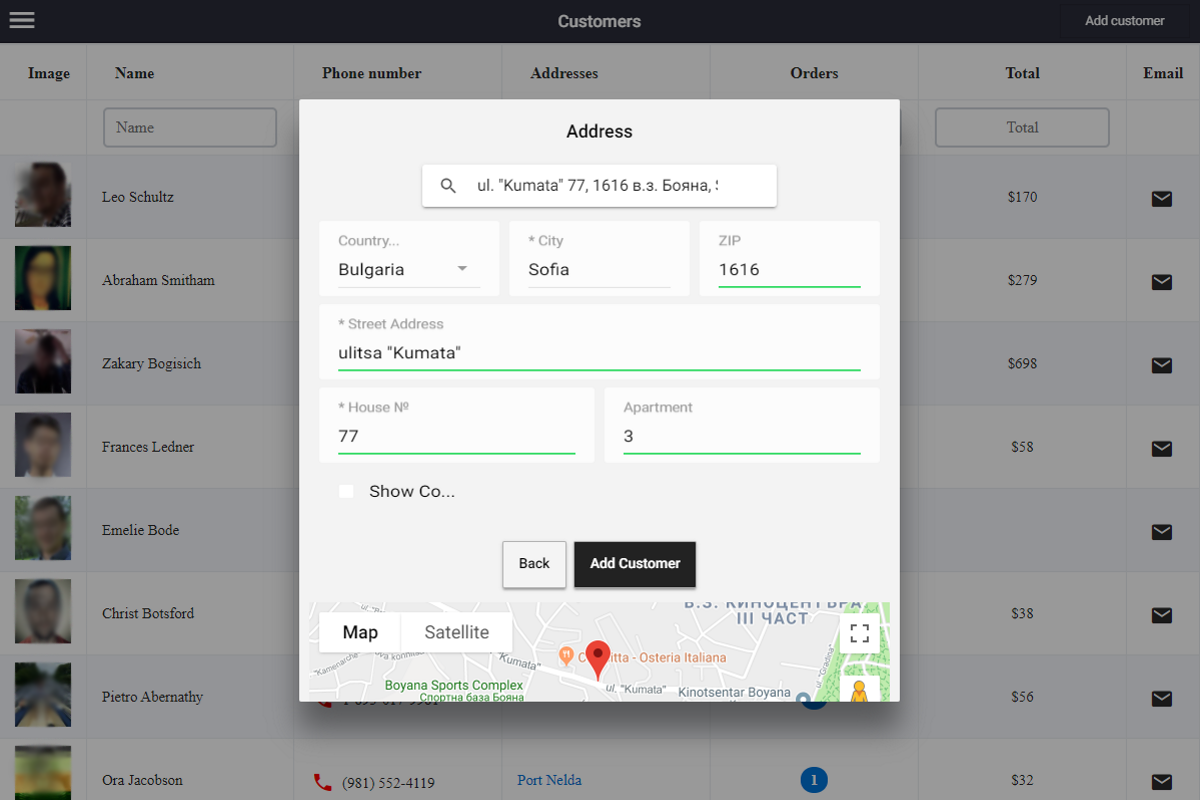 Customers
Add customer
Image Name Phone number Addresses Orders Total Email
Name
Total
Address
ul. "Kumata" 77, 1616 в.з. Бояна,
Leo Schultz
$170
Country...
* City
ZIP
Bulgaria
Sofia
1616
Abraham Smitham
$279
* Street Address
ulitsa "Kumata"
Zakary Bogisich
$698
* House №
Apartment
77
3
Frances Ledner
$58
Show Co...
Emelie Bode
Back
Add Customer
Christ Botsford
$38
В.З. КИНОЦЕНТЪРА
III ЧАСТ
Map
Satellite
"Kamenarche"
"Kumata"
Osteria Italiana
ul. "Gradina"
Boyana Sports Complex
Спортна база Бояна
ul. "Kumata"
Kinotsentar Boyana
Pietro Abernathy
$56
Ora Jacobson
(981) 552-4119
Port Nelda
1
$32